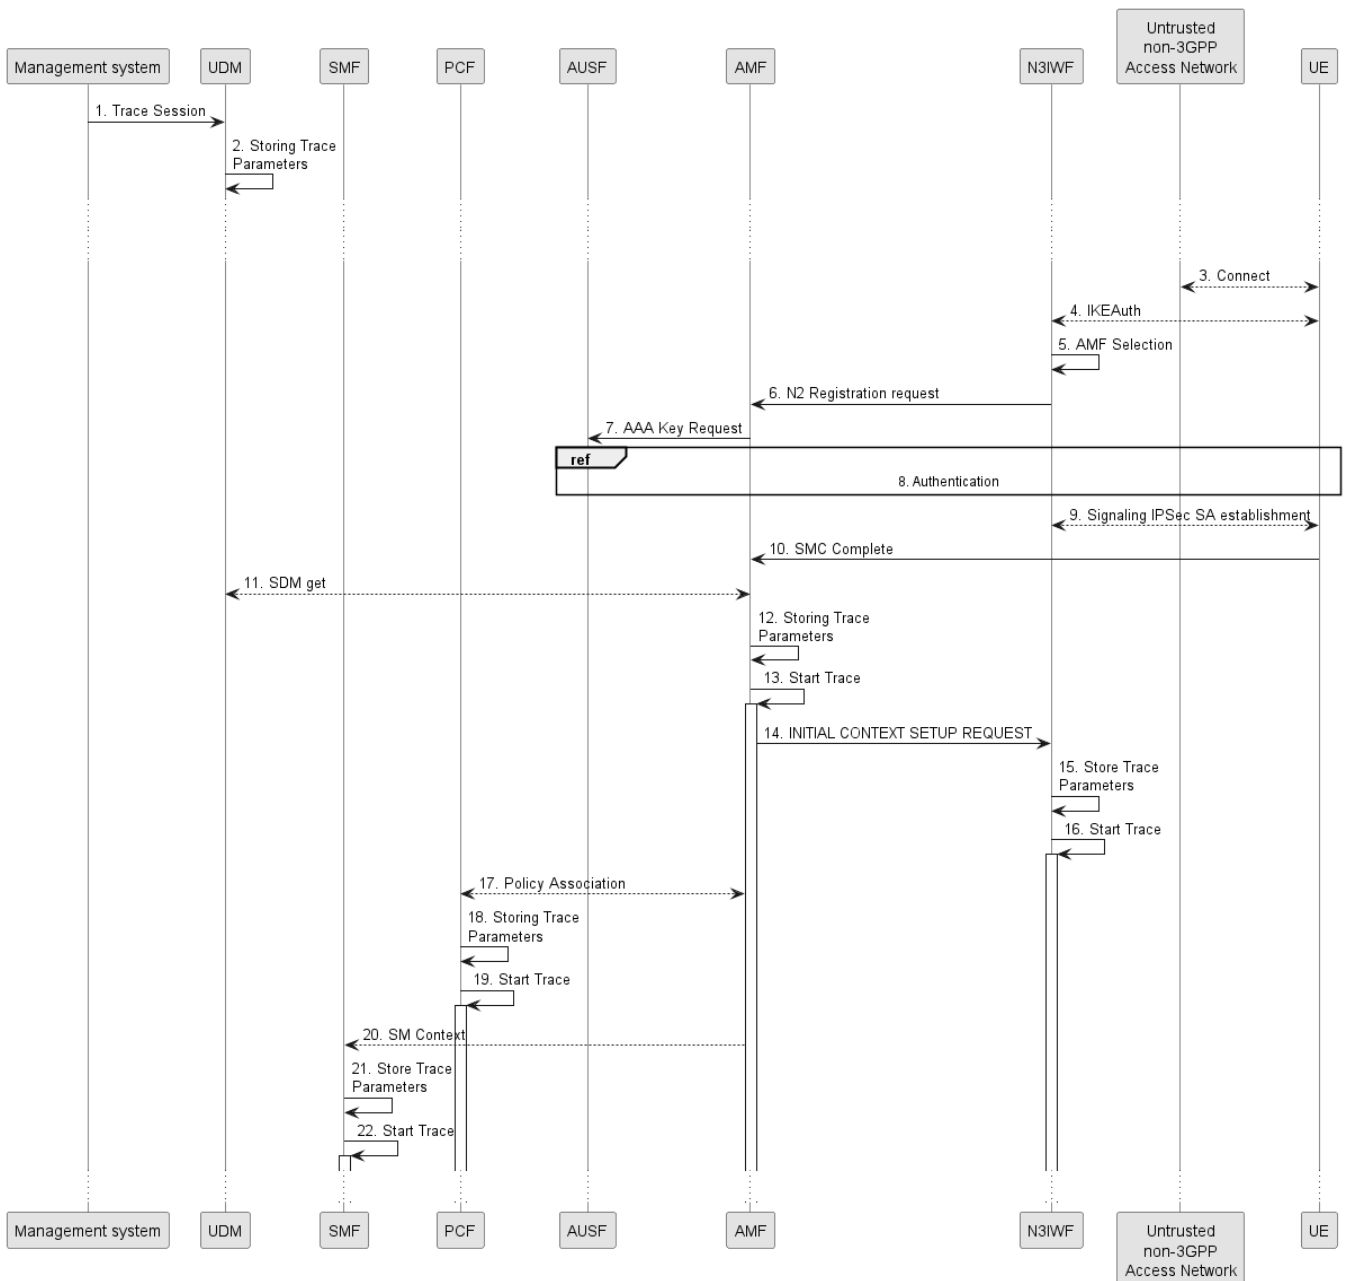 Untrusted
non-3GPP
Management system UDM SMF PCF AUSF AMF N3IWF Access Network UE
1. Trace Session
2. Storing Trace
Parameters
3. Connect
4. IKEAuth
5. AMF Selection
6. N2 Registration request
7. AAA Key Request
ref
8. Authentication
9. Signaling IPSec SA establishment
10. SMC Complete
11. SDM get
12. Storing Trace
Parameters
13. Start Trace
14. INITIAL CONTEXT SETUP REQUEST
15. Store Trace
Parameters
16. Start Trace
17. Policy Association
18. Storing Trace
Parameters
19. Start Trace
20. SM Context
21. Store Trace
Parameters
22. Start Trace
Management system UDM SMF PCF AUSF AMF N3IWF Untrusted UE
non-3GPP
Access Network